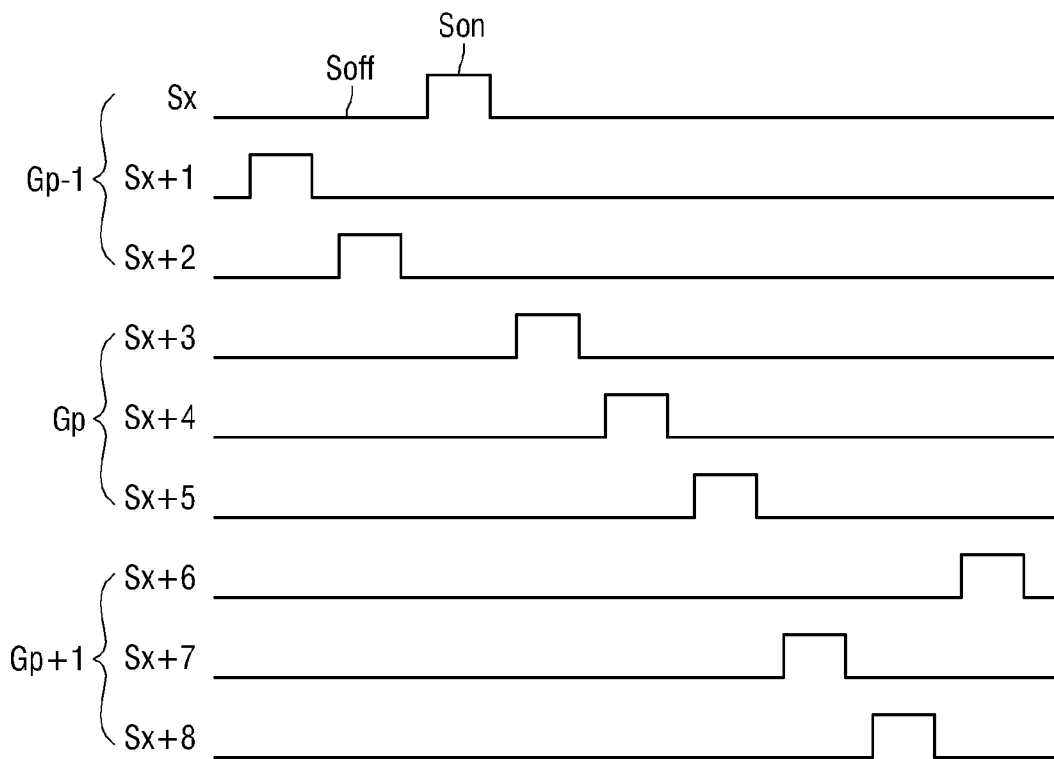 Son
Soff
Sx
Gp-1
Sx+1
Sx+2
Sx+3
Gp
Sx+4
Sx+5
Sx+6
Gp+1
Sx+7
Sx+8